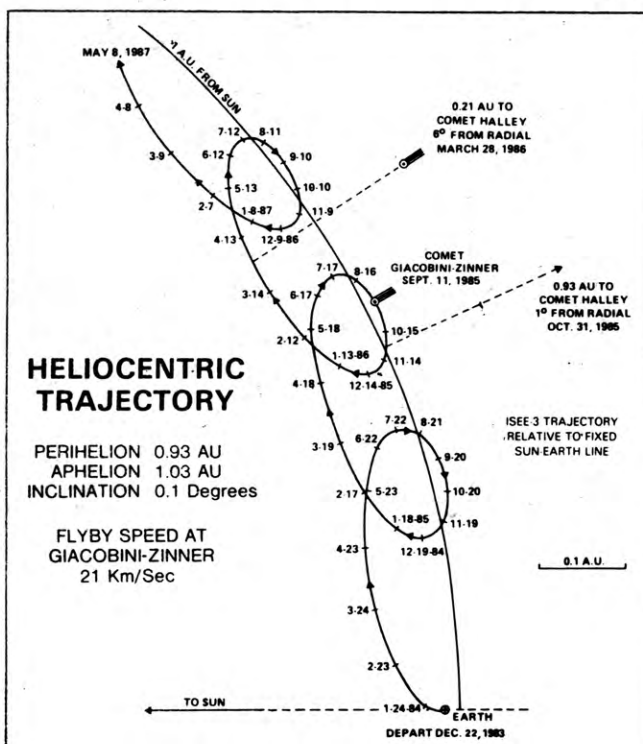 MAY 8, 1987
1 A.U. FROM SUN
4-8
7-12
8-11
0.21 AU TO
COMET HALLEY
6° FROM RADIAL
MARCH 28, 1986
3-9
6-12
9-10
5-13
10-10
2-7
1-8-87
11-9
4-13
12-9-86
COMET
GIACOBINI-ZINNER
SEPT. 11, 1985
7-17
8-16
0.93 AU TO
COMET HALLEY
1° FROM RADIAL
OCT. 31, 1985
3-14
6-17
2-12
5-18
10-15
1-13-86
11-14
12-14-85
4-18
HELIOCENTRIC
TRAJECTORY
PERIHELION 0.93 AU
APHELION 1.03 AU
INCLINATION 0.1 Degrees
FLYBY SPEED AT
GIACOBINI-ZINNER
21 Km/Sec
7-22
8-21
ISEE-3 TRAJECTORY
RELATIVE TO FIXED
SUN-EARTH LINE
3-19
6-22
9-20
2-17
5-23
10-20
1-18-85
11-19
12-19-84
4-23
0.1 A.U.
3-24
2-23
TO SUN
1-24-84
EARTH
DEPART DEC. 22, 1983